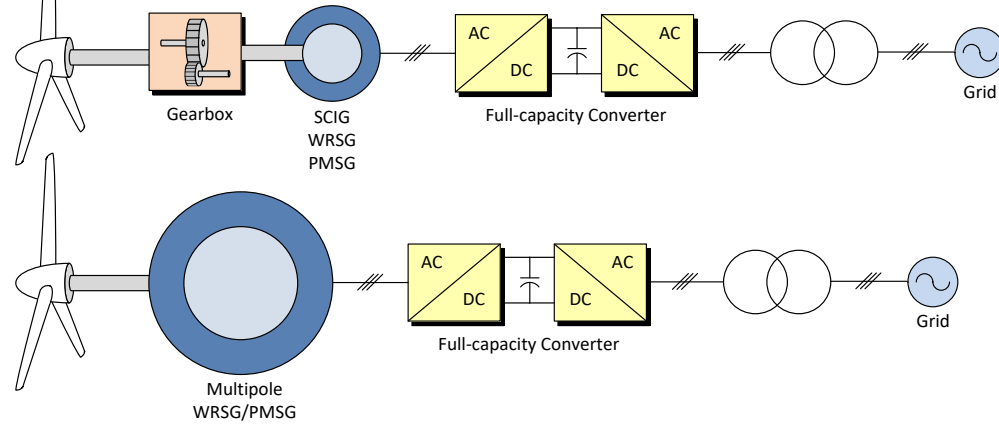 AC
DC
AC
DC
Gearbox
SCIG
WRSG
PMSG
Full-capacity Converter
Grid
AC
DC
AC
DC
Full-capacity Converter
Grid
Multipole
WRSG/PMSG